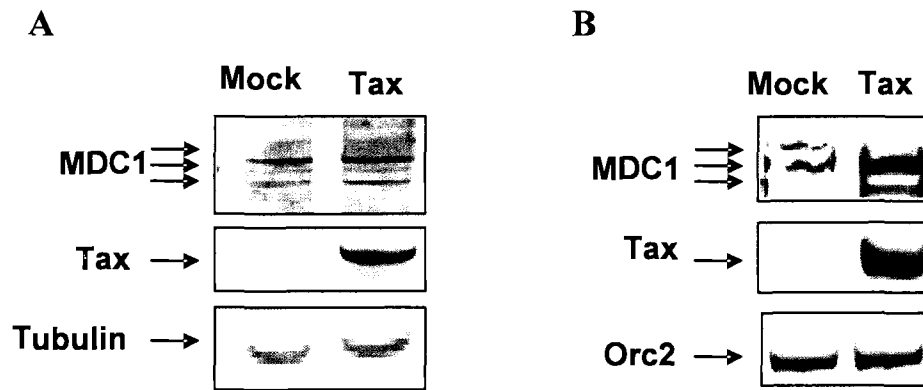 A
Mock Tax
MDC1
Tax
Tubulin
B
Mock Tax
MDC1
Tax
Orc2